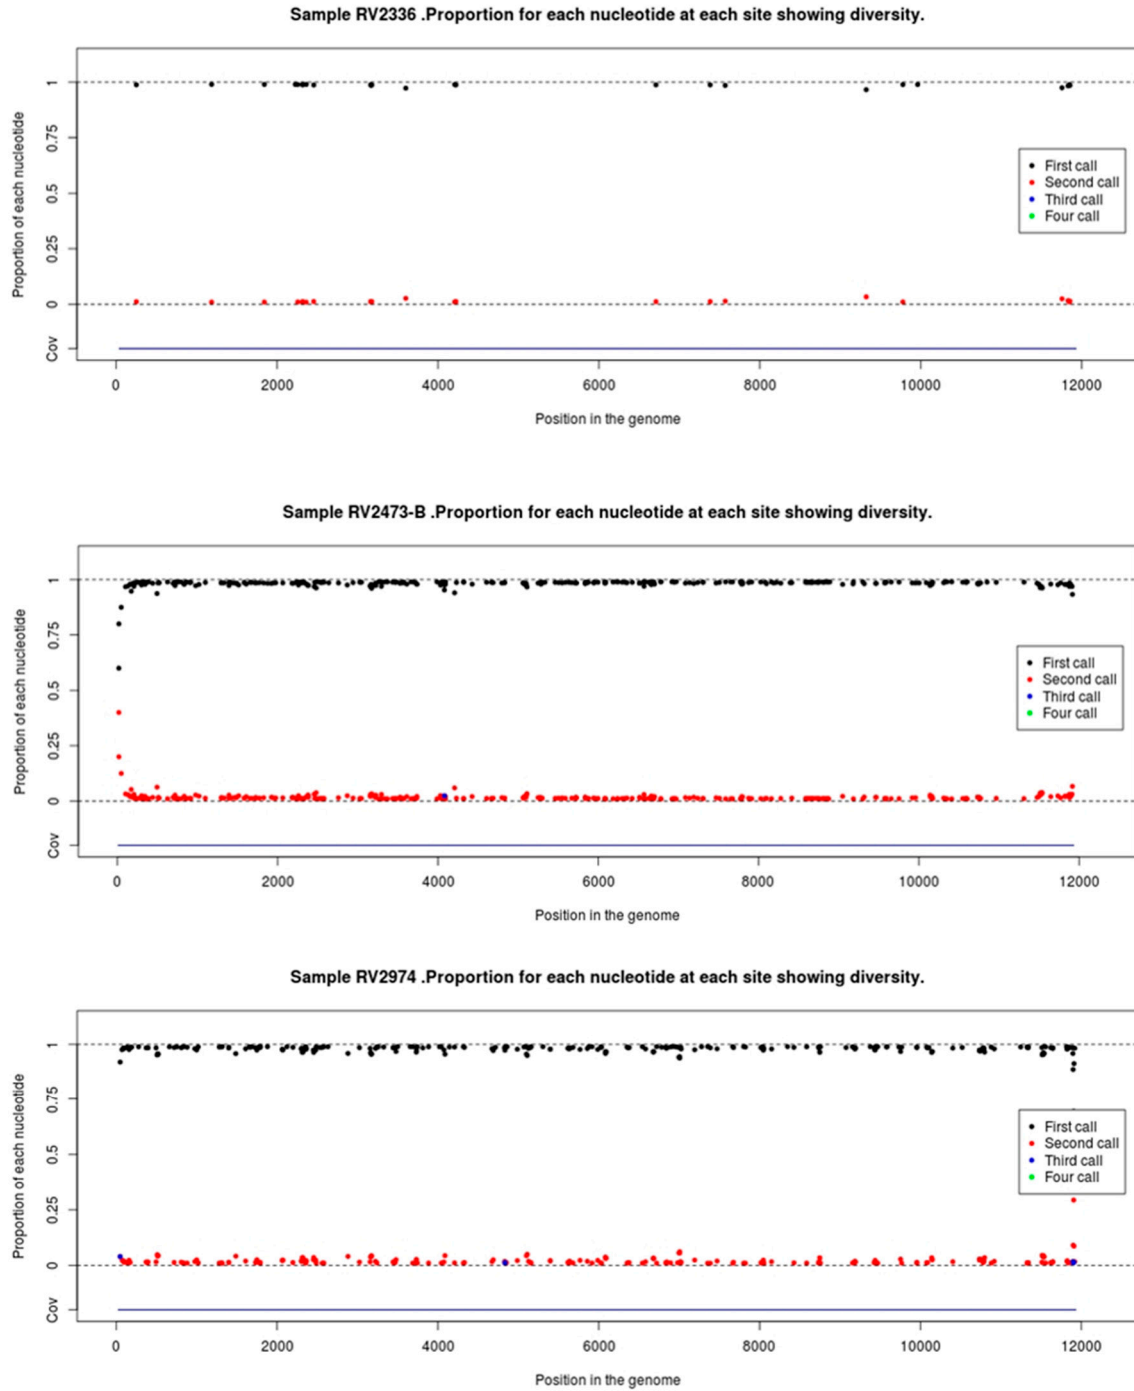 Sample RV2336 .Proportion for each nucleotide at each site showing diversity.
Proportion of each nucleotide
1
0.75
0.5
0.25
0
Cov
First call
Second call
Third call
Four call
0 2000 4000 6000 8000 10000 12000
Position in the genome
Sample RV2473-B .Proportion for each nucleotide at each site showing diversity.
Proportion of each nucleotide
1
0.75
0.5
0.25
0
Cov
First call
Second call
Third call
Four call
0 2000 4000 6000 8000 10000 12000
Position in the genome
Sample RV2974 .Proportion for each nucleotide at each site showing diversity.
Proportion of each nucleotide
1
0.75
0.5
0.25
0
Cov
First call
Second call
Third call
Four call
0 2000 4000 6000 8000 10000 12000
Position in the genome